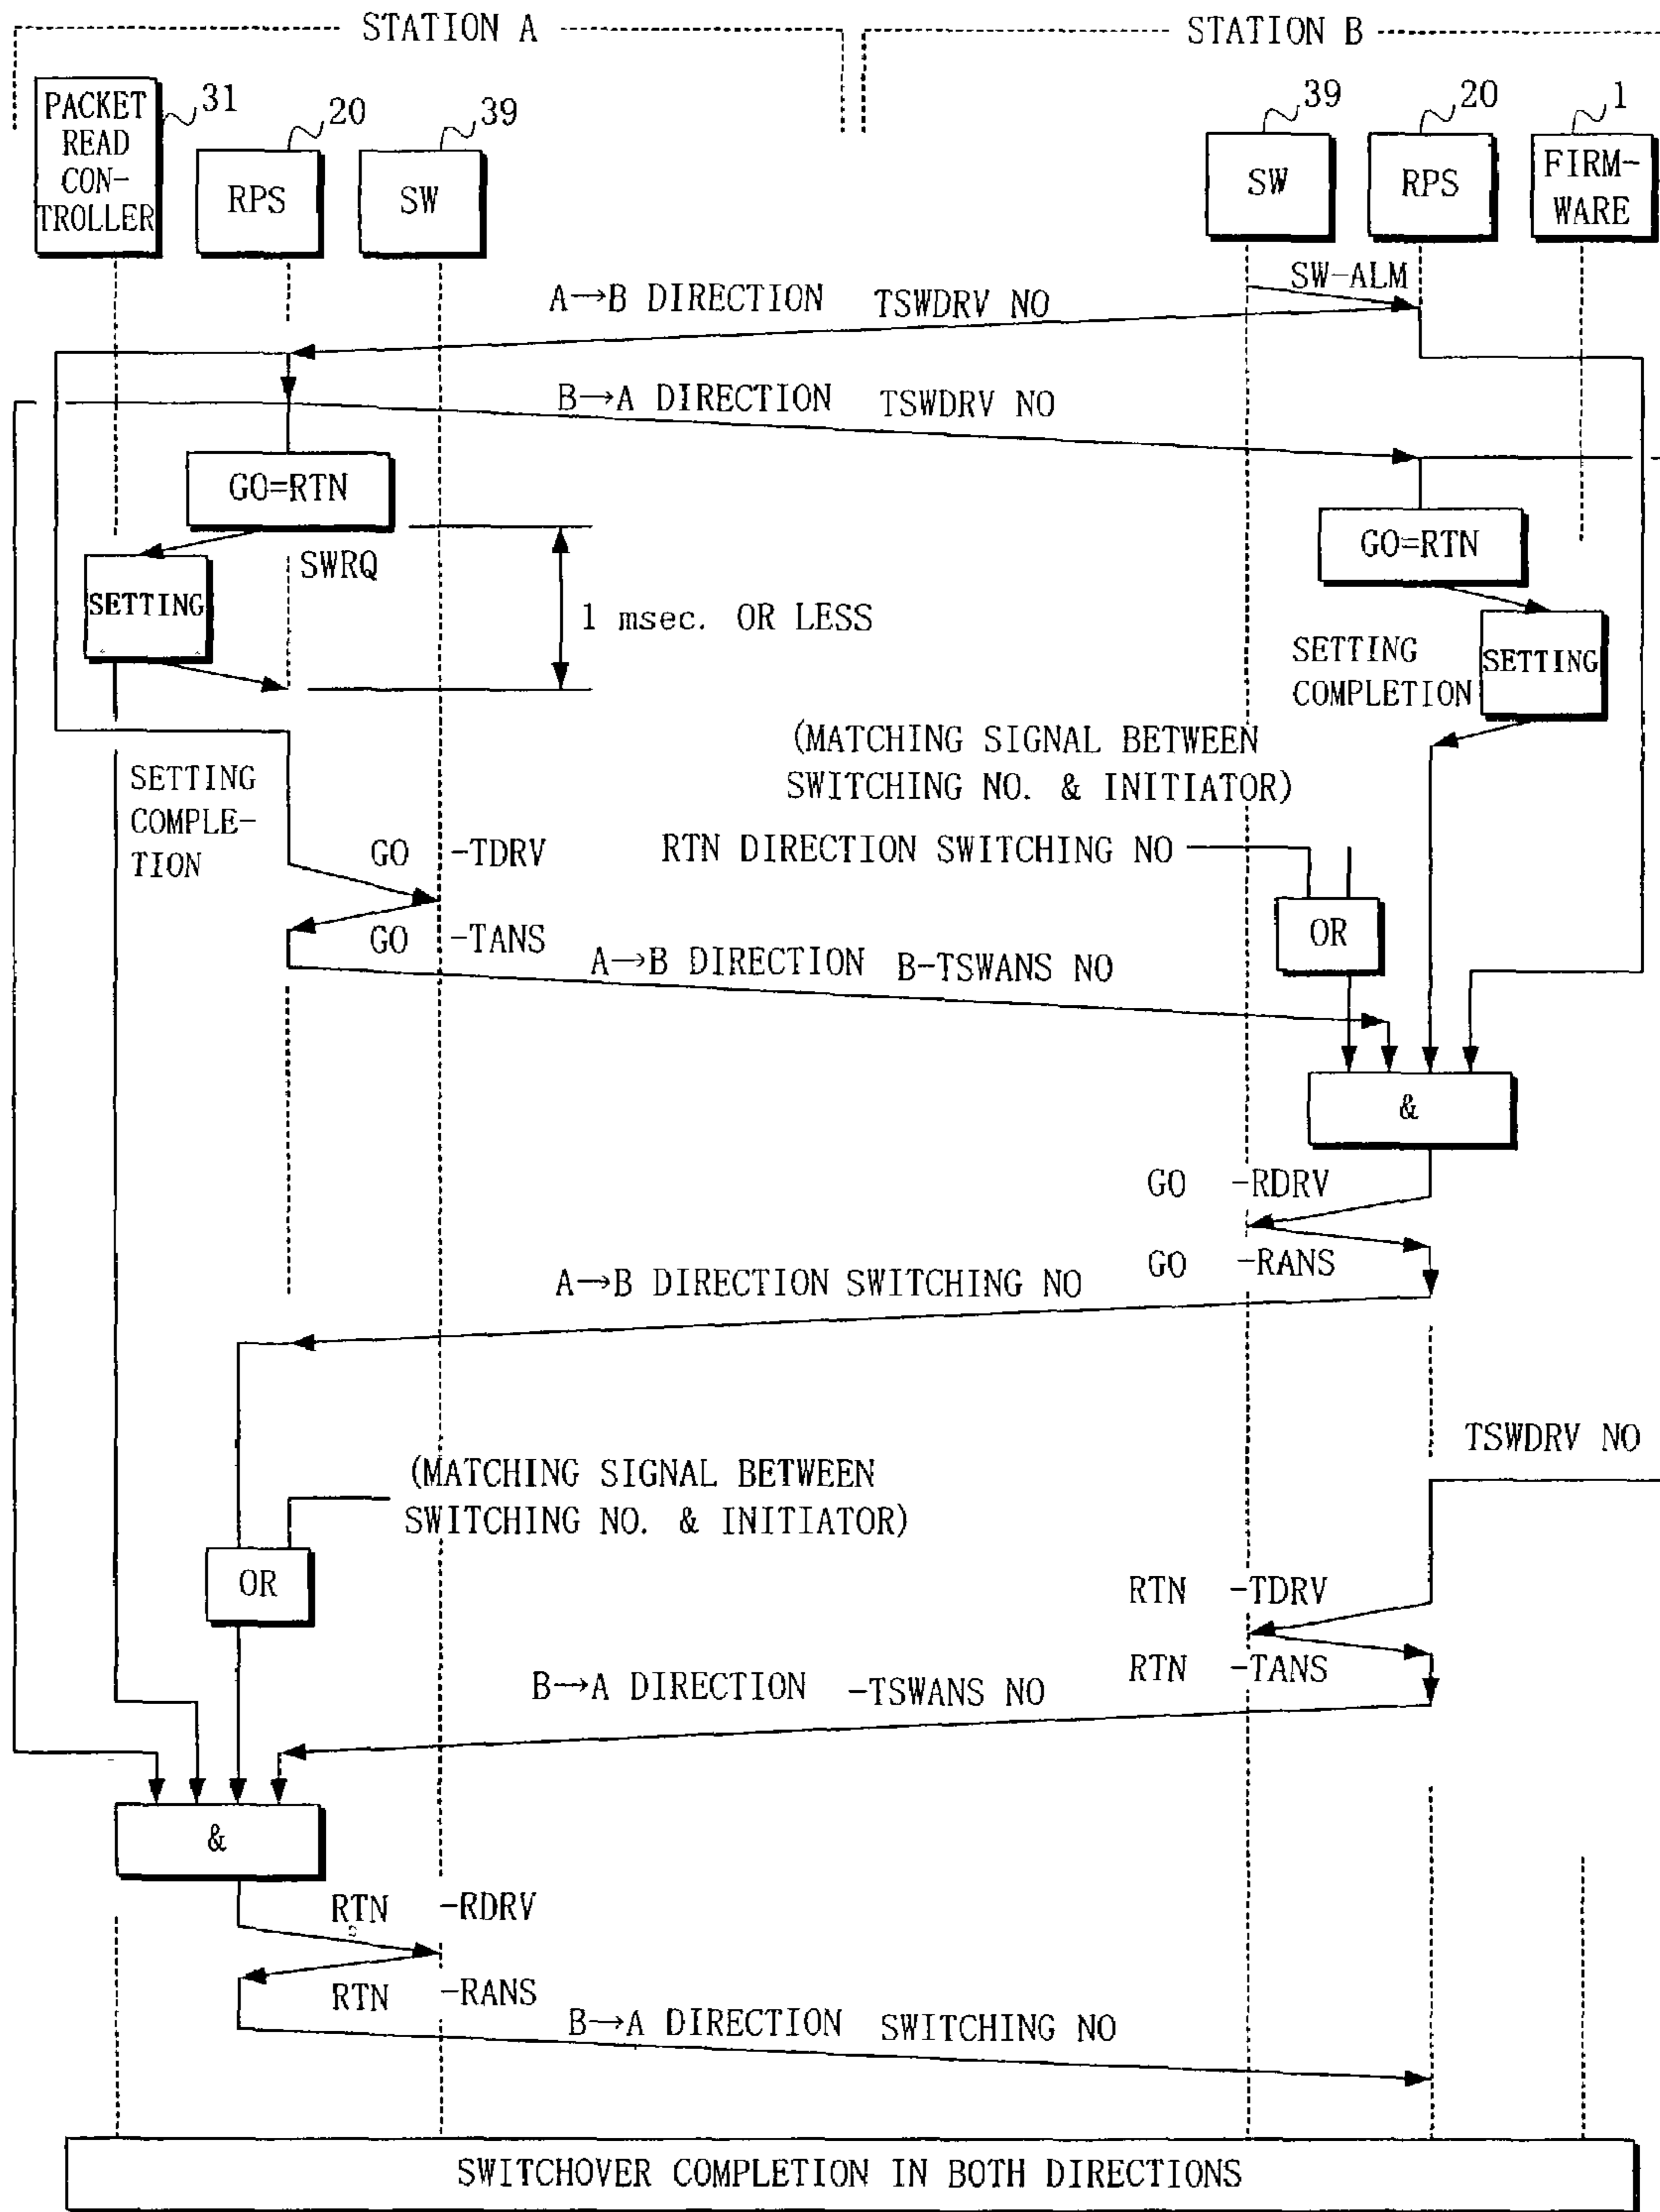 STATION A
STATION B
PACKET
READ
CON-
TROLLER
31
20
RPS
39
SW
39
SW
20
RPS
1
FIRM-
WARE
SW-ALM
A→B DIRECTION TSWDRV NO
B→A DIRECTION TSWDRV NO
GO=RTN
GO=RTN
SWRQ
SETTING
1 msec. OR LESS
SETTING
COMPLETION
SETTING
(MATCHING SIGNAL BETWEEN
SWITCHING NO. & INITIATOR)
SETTING
COMPLE-
TION
GO -TDRV
RTN DIRECTION SWITCHING NO
OR
GO -TANS
A→B DIRECTION B-TSWANS NO
&
GO -RDRV
GO -RANS
A→B DIRECTION SWITCHING NO
TSWDRV NO
(MATCHING SIGNAL BETWEEN
SWITCHING NO. & INITIATOR)
OR
RTN -TDRV
RTN -TANS
B→A DIRECTION -TSWANS NO
&
RTN -RDRV
RTN -RANS
B→A DIRECTION SWITCHING NO
SWITCHOVER COMPLETION IN BOTH DIRECTIONS